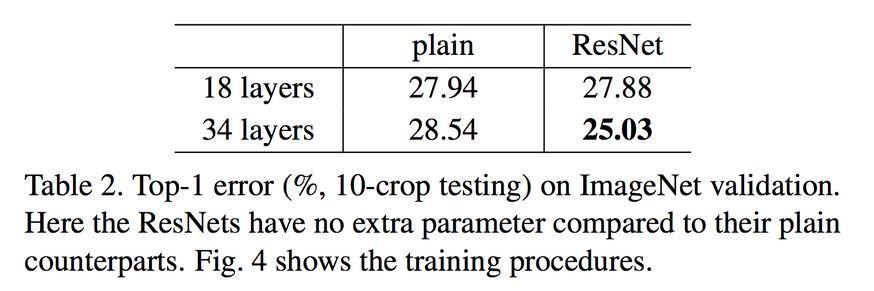 plain ResNet
18 layers 27.94 27.88
34 layers 28.54 25.03
Table 2. Top-1 error (%, 10-crop testing) on ImageNet validation.
Here the ResNets have no extra parameter compared to their plain
counterparts. Fig. 4 shows the training procedures.